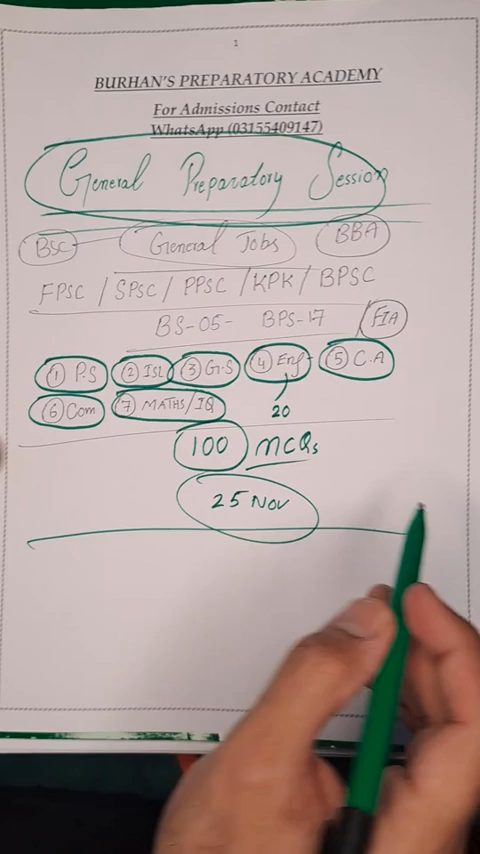 1
BURHAN'S PREPARATORY ACADEMY
For Admissions Contact
WhatsApp (03155409147)
General Preparatory Session
BSC General Jobs BBA
FPSC / SPSC / PPSC / KPK / BPSC
BS-05- BPS-17 FIA
1 P.S 2 ISL 3 G.S 4 Eng 5 C.A
6 Com 7 MATHS/IQ 20
100 MCQs
25 Nov